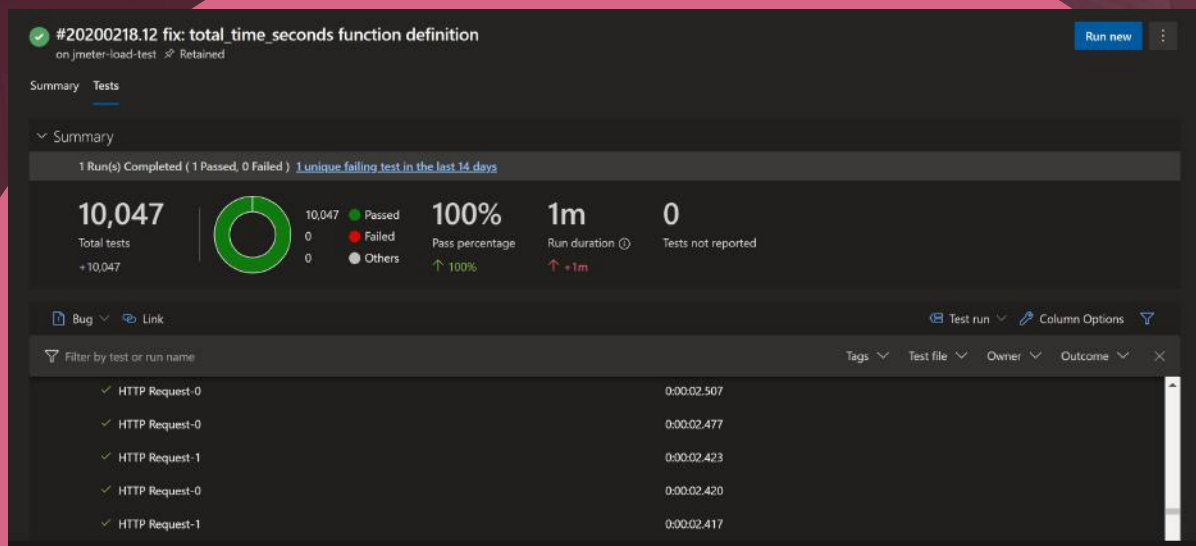 #20200218.12 fix: total_time_seconds function definition
on jmeter-load-test Retained
Run new
Summary Tests
Summary
1 Run(s) Completed ( 1 Passed, 0 Failed ) 1 unique failing test in the last 14 days
10,047
Total tests
+10,047
10,047 Passed
0 Failed
0 Others
100%
Pass percentage
↑ 100%
1m
Run duration
↑ +1m
0
Tests not reported
Bug Link Test run Column Options
Filter by test or run name Tags Test file Owner Outcome
HTTP Request-0 0:00:02.507
HTTP Request-0 0:00:02.477
HTTP Request-1 0:00:02.423
HTTP Request-0 0:00:02.420
HTTP Request-1 0:00:02.417